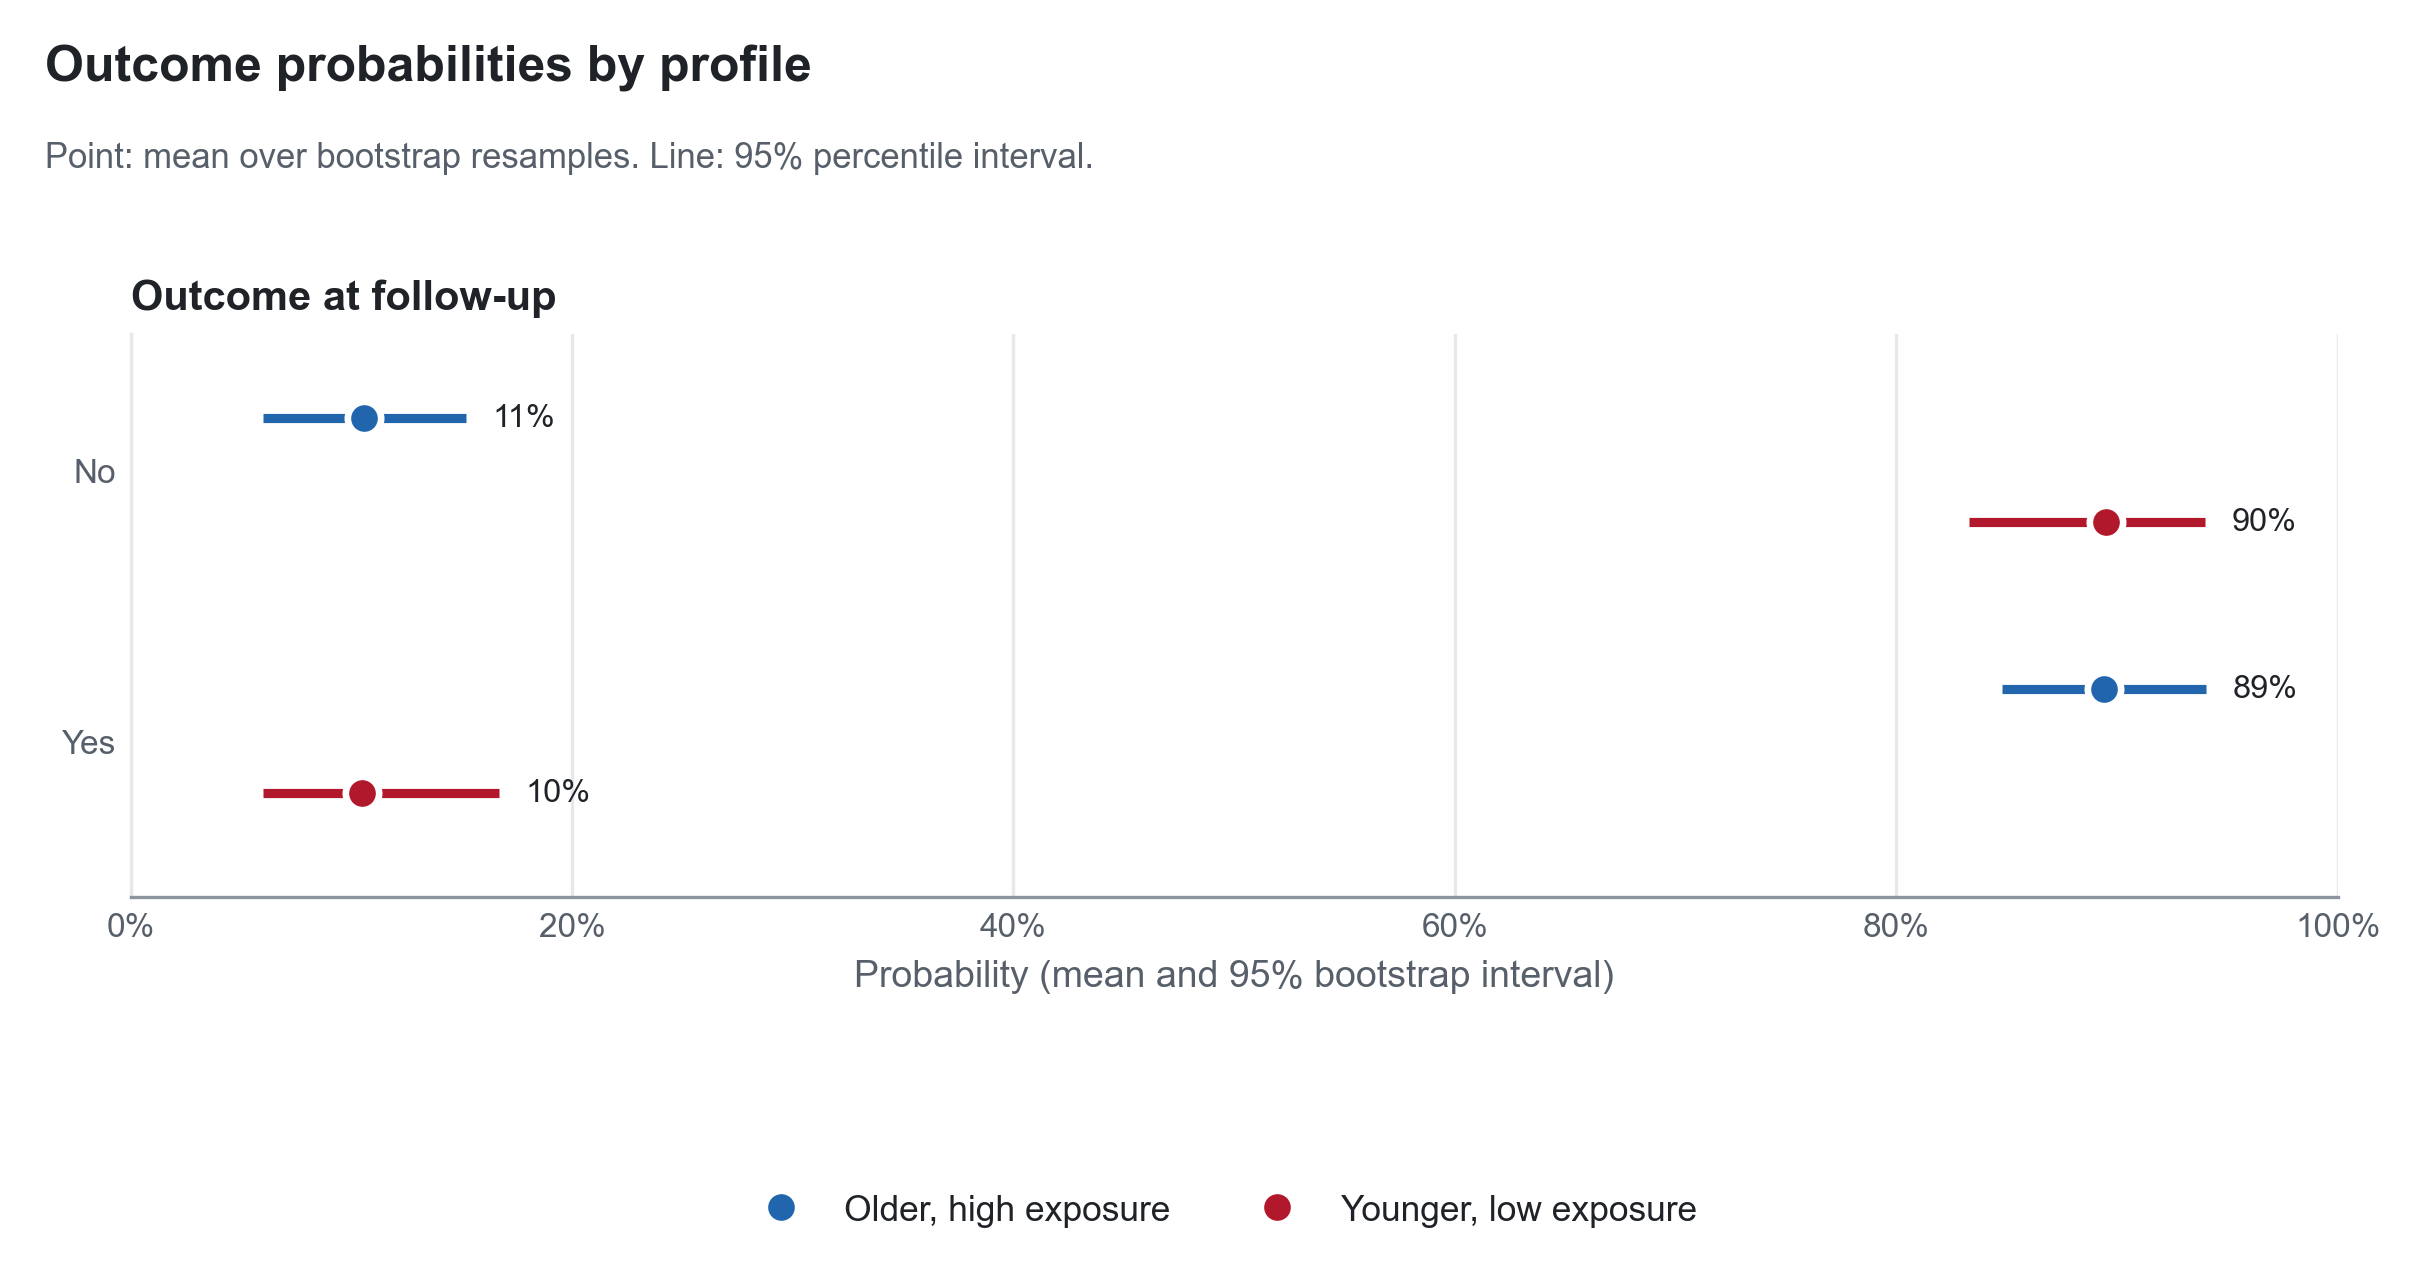 Outcome probabilities by profile
Point: mean over bootstrap resamples. Line: 95% percentile interval.
Outcome at follow-up
11%
No
90%
89%
Yes
10%
0% 20% 40% 60% 80% 100%
Probability (mean and 95% bootstrap interval)
Older, high exposure Younger, low exposure